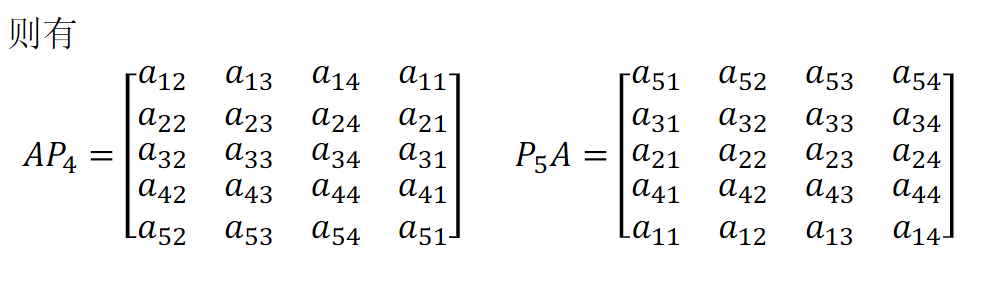 则有
a₁₂ a₁₃ a₁₄ a₁₁ a₅₁ a₅₂ a₅₃ a₅₄
a₂₂ a₂₃ a₂₄ a₂₁ a₃₁ a₃₂ a₃₃ a₃₄
AP₄ = a₃₂ a₃₃ a₃₄ a₃₁ P₅A = a₂₁ a₂₂ a₂₃ a₂₄
a₄₂ a₄₃ a₄₄ a₄₁ a₄₁ a₄₂ a₄₃ a₄₄
a₅₂ a₅₃ a₅₄ a₅₁ a₁₁ a₁₂ a₁₃ a₁₄